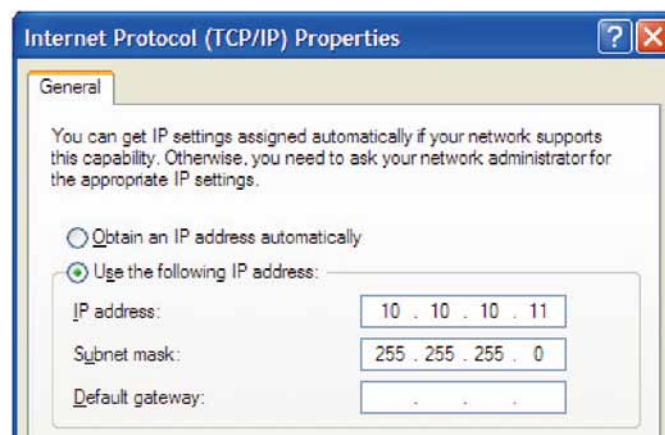 Internet Protocol (TCP/IP) Properties
General
You can get IP settings assigned automatically if your network supports
this capability. Otherwise, you need to ask your network administrator for
the appropriate IP settings.
Obtain an IP address automatically
Use the following IP address:
IP address: 10 . 10 . 10 . 11
Subnet mask: 255 . 255 . 255 . 0
Default gateway: . . .